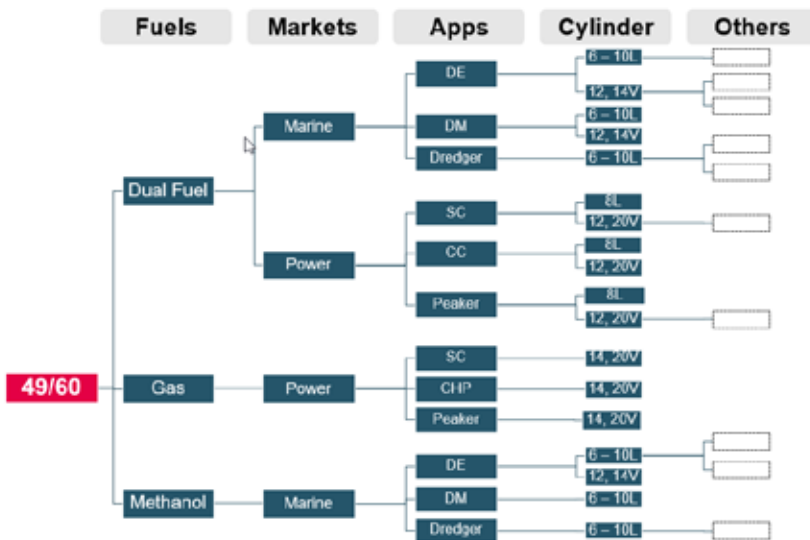 Fuels Markets Apps Cylinder Others
DE
6 – 10L
12, 14V
Marine
DM
6 – 10L
12, 14V
Dredger
6 – 10L
Dual Fuel
SC
8L
12, 20V
Power
CC
8L
12, 20V
Peaker
8L
12, 20V
49/60
Gas
Power
SC
14, 20V
CHP
14, 20V
Peaker
14, 20V
Methanol
Marine
DE
6 – 10L
12, 14V
DM
6 – 10L
Dredger
6 – 10L